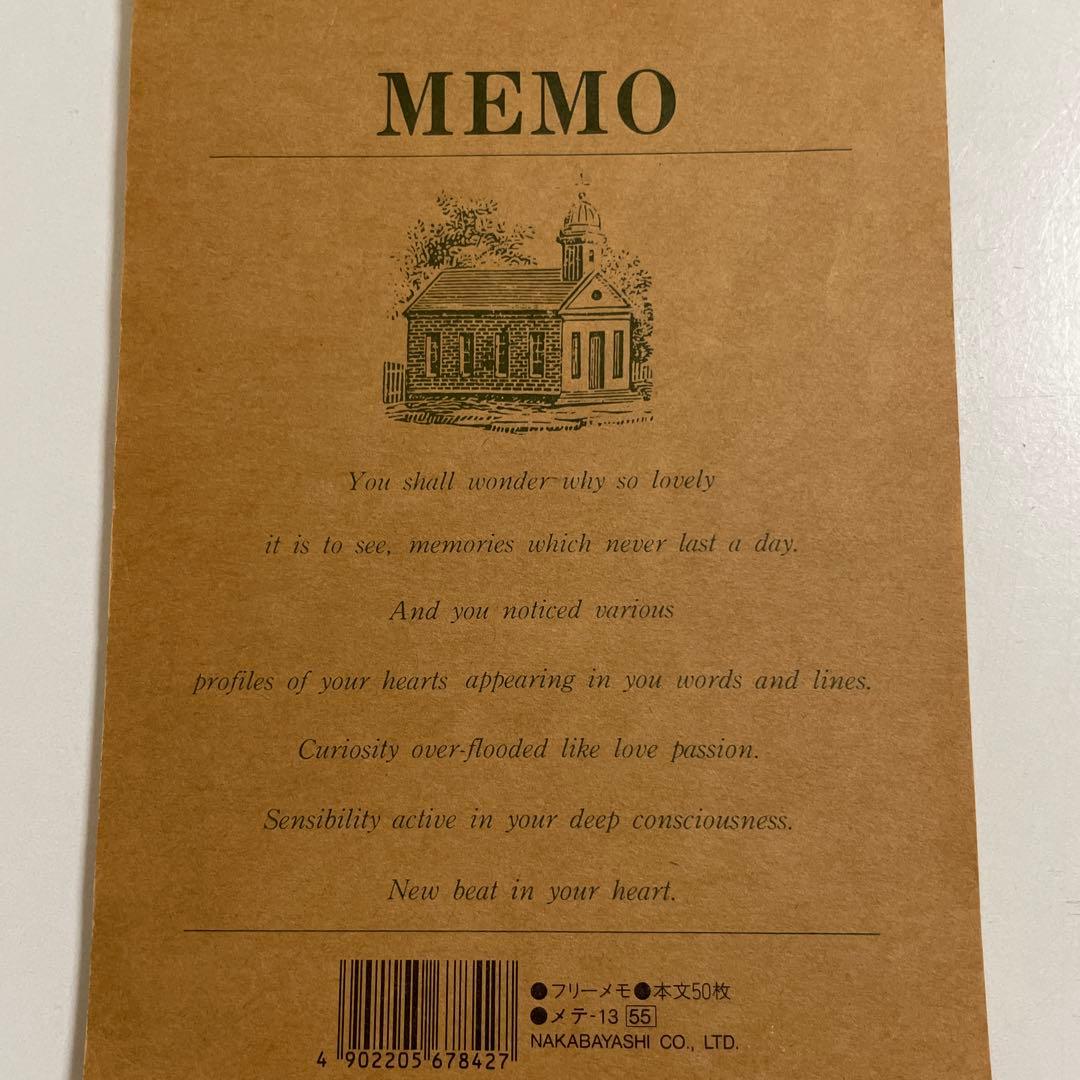 MEMO
You shall wonder why so lovely
it is to see, memories which never last a day.
And you noticed various
profiles of your hearts appearing in you words and lines.
Curiosity over-flooded like love passion.
Sensibility active in your deep consciousness.
New beat in your heart.
●フリーメモ●本文50枚
●メテ-13 55
NAKABAYASHI CO., LTD.
4 902205 678427